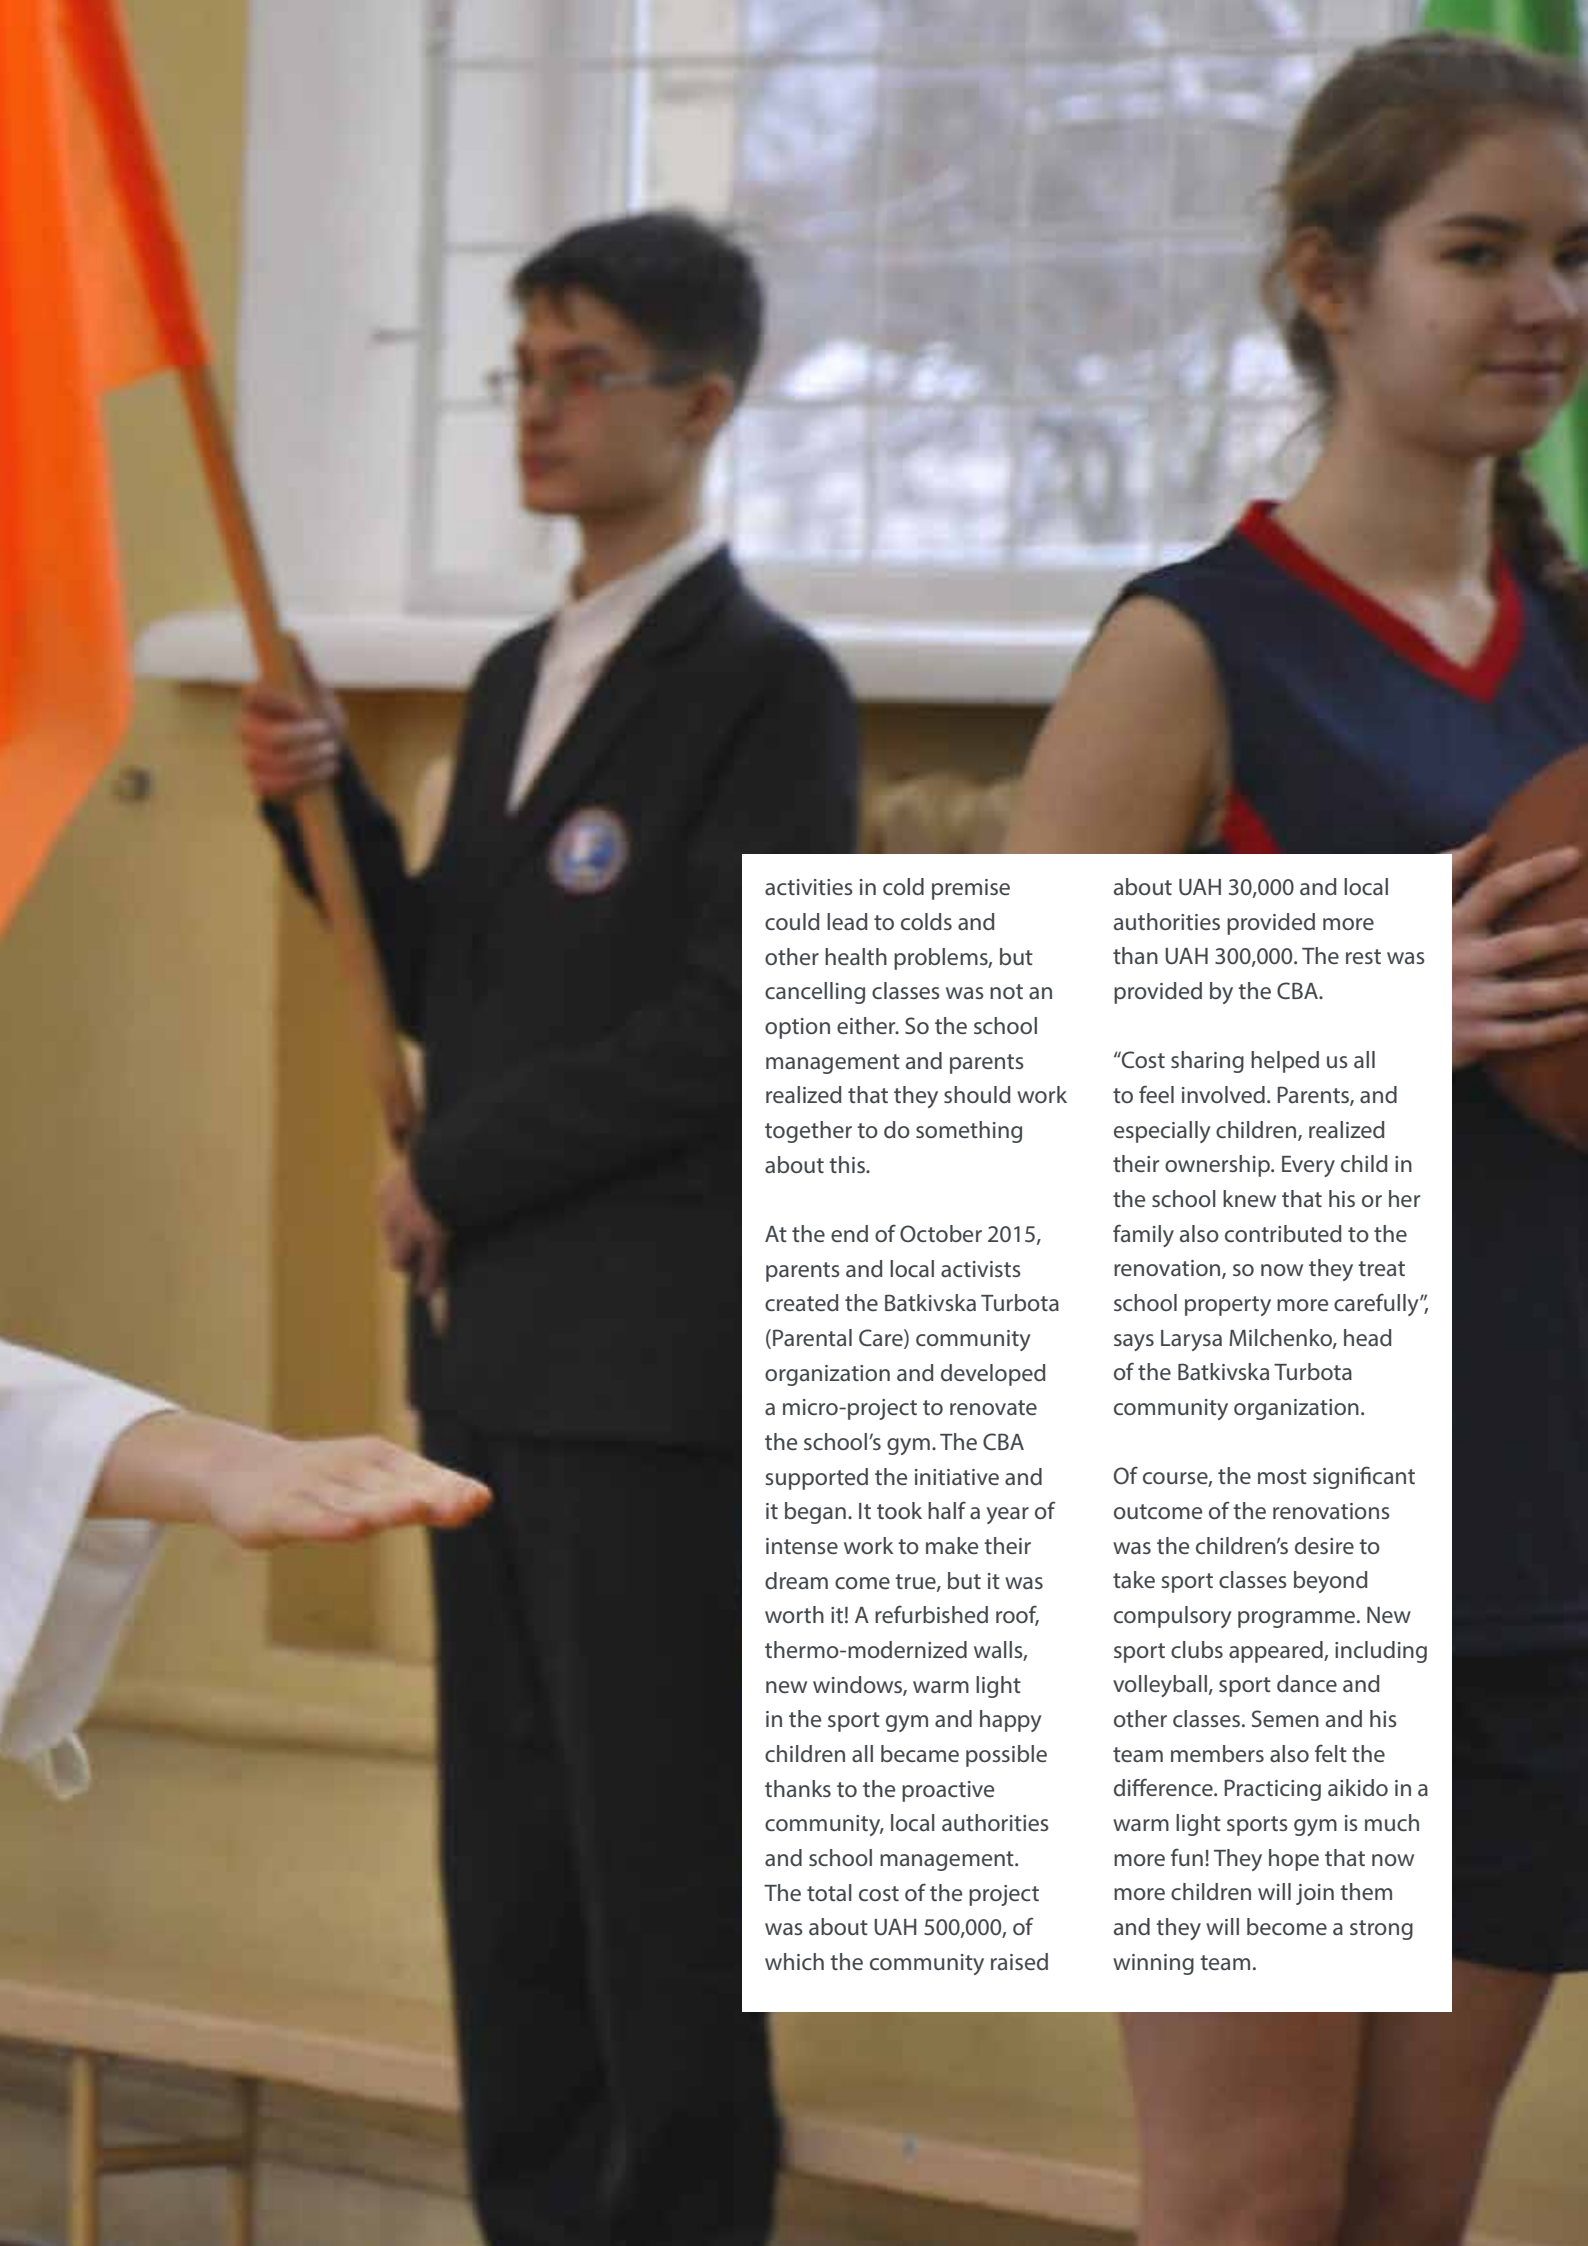 activities in cold premise
could lead to colds and
other health problems, but
cancelling classes was not an
option either. So the school
management and parents
realized that they should work
together to do something
about this.
At the end of October 2015,
parents and local activists
created the Batkivska Turbota
(Parental Care) community
organization and developed
a micro-project to renovate
the school’s gym. The CBA
supported the initiative and
it began. It took half a year of
intense work to make their
dream come true, but it was
worth it! A refurbished roof,
thermo-modernized walls,
new windows, warm light
in the sport gym and happy
children all became possible
thanks to the proactive
community, local authorities
and school management.
The total cost of the project
was about UAH 500,000, of
which the community raised
about UAH 30,000 and local
authorities provided more
than UAH 300,000. The rest was
provided by the CBA.
“Cost sharing helped us all
to feel involved. Parents, and
especially children, realized
their ownership. Every child in
the school knew that his or her
family also contributed to the
renovation, so now they treat
school property more carefully”,
says Larysa Milchenko, head
of the Batkivska Turbota
community organization.
Of course, the most significant
outcome of the renovations
was the children’s desire to
take sport classes beyond
compulsory programme. New
sport clubs appeared, including
volleyball, sport dance and
other classes. Semen and his
team members also felt the
difference. Practicing aikido in a
warm light sports gym is much
more fun! They hope that now
more children will join them
and they will become a strong
winning team.